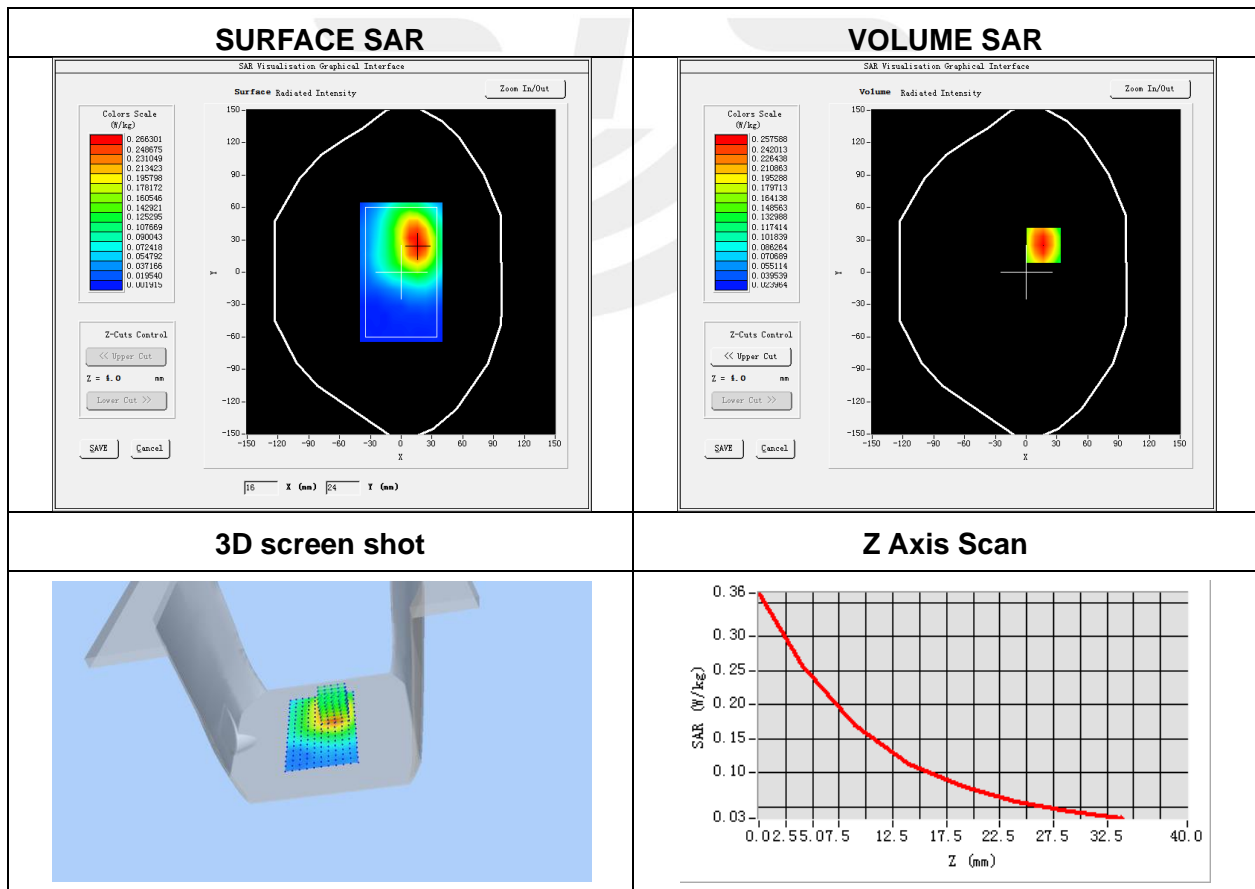 SURFACE SAR
SAR Visualisation Graphical Interface
Surface Radiated Intensity
Zoom In/Out
Colors Scale
(W/kg)
0.266301
0.248675
0.231049
0.213423
0.195798
0.178172
0.160546
0.142921
0.125295
0.107669
0.090043
0.072418
0.054792
0.037166
0.019540
0.001915
Z-Cuts Control
<< Upper Cut
Z = 4.0 mm
Lower Cut >>
SAVE Cancel
150
120
90
60
30
0
-30
-60
-90
-120
-150
Y
-150 -120 -90 -60 -30 0 30 60 90 120 150
X
16 X (mm) 24 Y (mm)
VOLUME SAR
SAR Visualisation Graphical Interface
Volume Radiated Intensity
Zoom In/Out
Colors Scale
(W/kg)
0.257588
0.242013
0.226438
0.210863
0.195288
0.179713
0.164138
0.148563
0.132988
0.117414
0.101839
0.086264
0.070689
0.055114
0.039539
0.023964
Z-Cuts Control
<< Upper Cut
Z = 4.0 mm
Lower Cut >>
SAVE Cancel
150
120
90
60
30
0
-30
-60
-90
-120
-150
Y
-150 -120 -90 -60 -30 0 30 60 90 120 150
X
3D screen shot
Z Axis Scan
0.36
0.30
0.25
0.20
0.15
0.10
0.03
SAR (W/kg)
0.0 2.5 5.0 7.5 12.5 17.5 22.5 27.5 32.5 40.0
Z (mm)